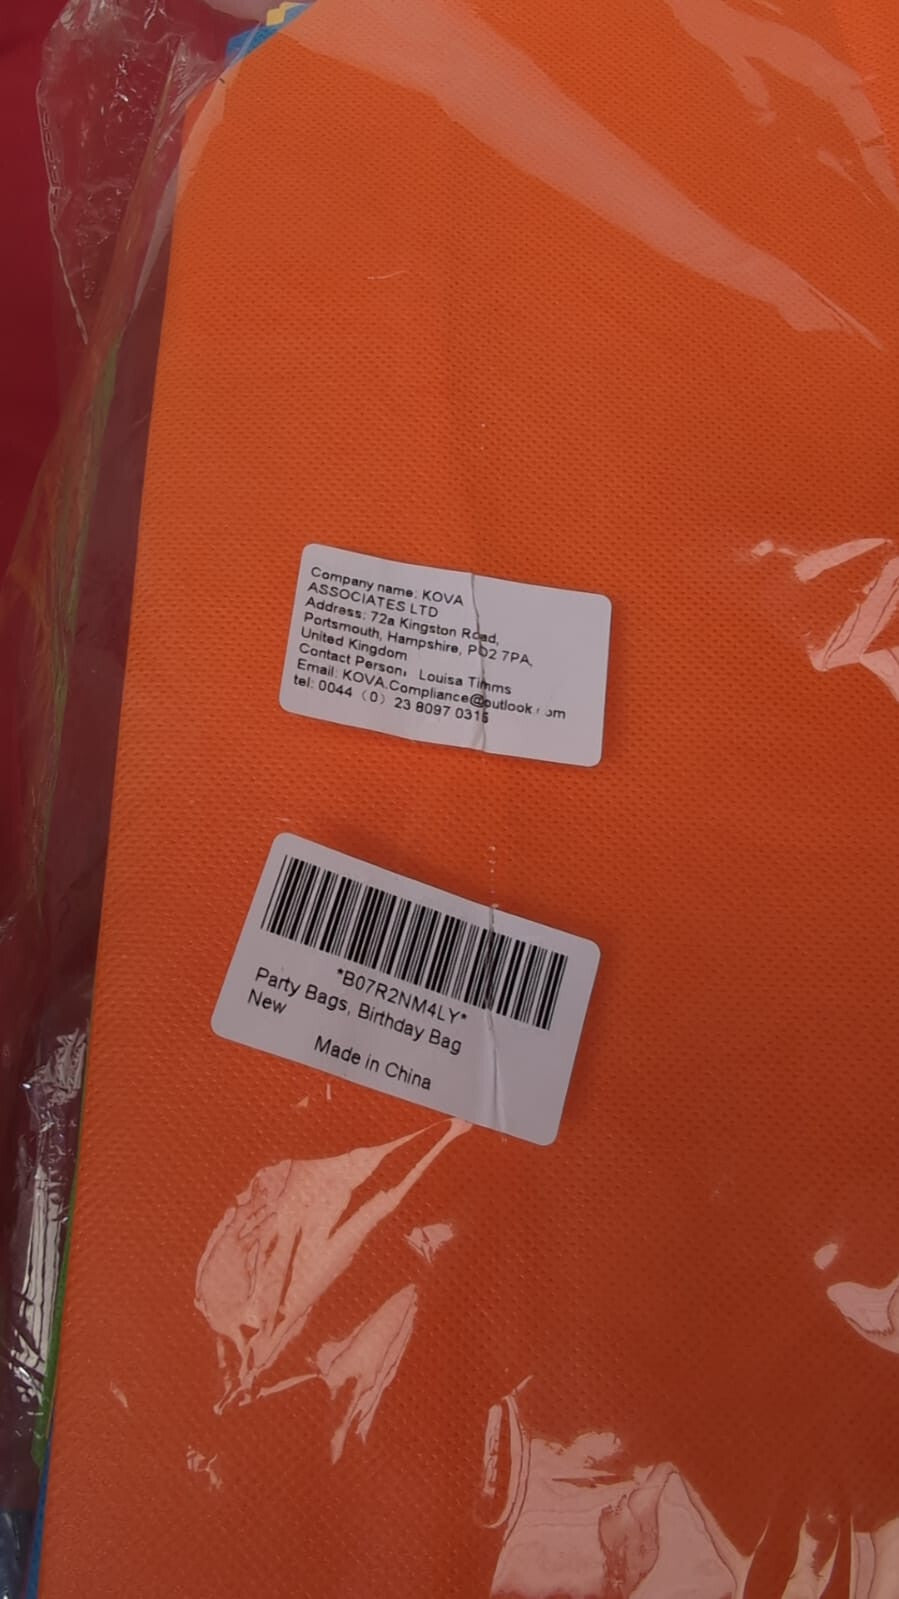 Company name: KOVA
ASSOCIATES LTD
Address: 72a Kingston Road,
Portsmouth, Hampshire, PO2 7PA,
United Kingdom
Contact Person: Louisa Timms
Email: KOVA.Compliance@outlook.com
tel: 0044 (0) 23 8097 0315
*B07R2NM4LY*
Party Bags, Birthday Bag
New
Made in China